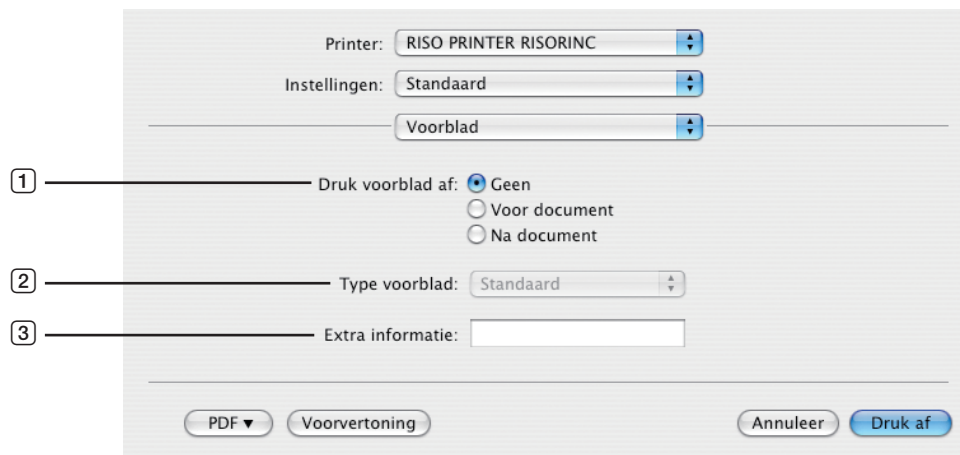 Printer: RISO PRINTER RISORINC
Instellingen: Standaard
Voorblad
1 Druk voorblad af: Geen
Voor document
Na document
2 Type voorblad: Standaard
3 Extra informatie:
PDF ▼ Voorvertoning Annuleer Druk af